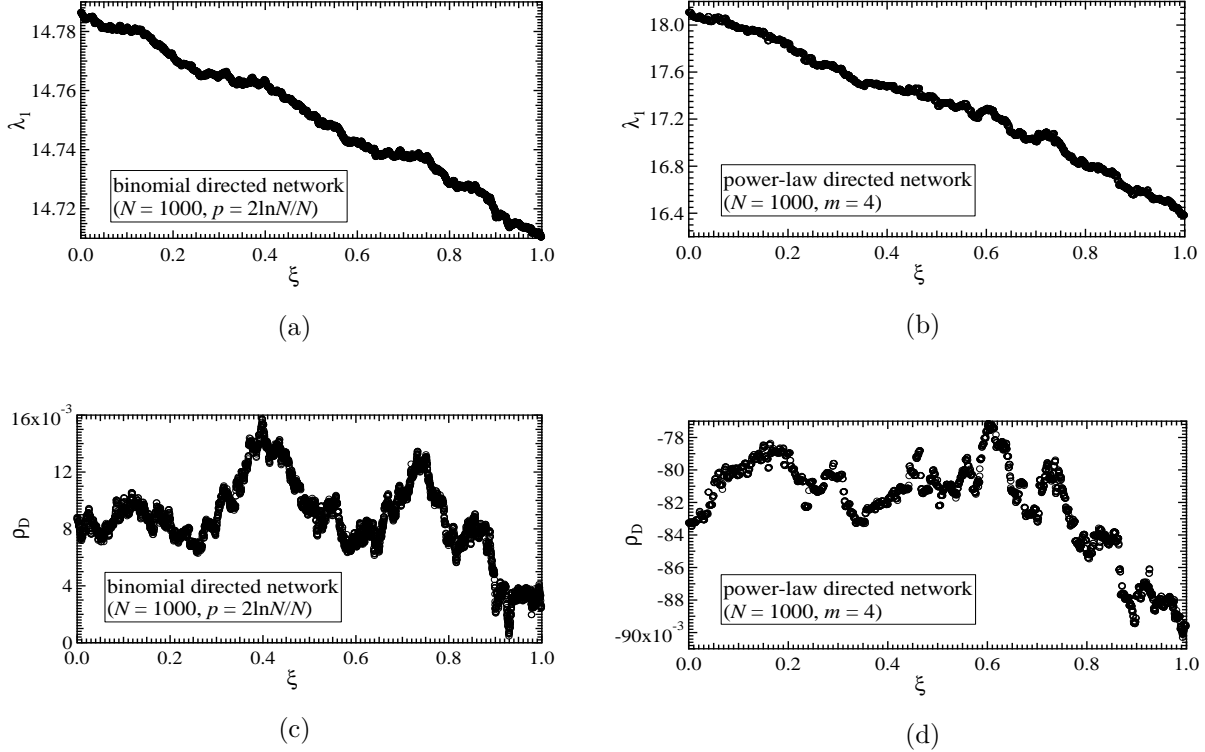 14.78
14.76
14.74
14.72
λ1
0.0 0.2 0.4 0.6 0.8 1.0
ξ
binomial directed network
(N = 1000, p = 2lnN/N)
(a)
18.0
17.6
17.2
16.8
16.4
λ1
0.0 0.2 0.4 0.6 0.8 1.0
ξ
power-law directed network
(N = 1000, m = 4)
(b)
16x10-3
12
8
4
0
ρD
0.0 0.2 0.4 0.6 0.8 1.0
ξ
binomial directed network
(N = 1000, p = 2lnN/N)
(c)
-78
-80
-82
-84
-86
-88
-90x10-3
ρD
0.0 0.2 0.4 0.6 0.8 1.0
ξ
power-law directed network
(N = 1000, m = 4)
(d)